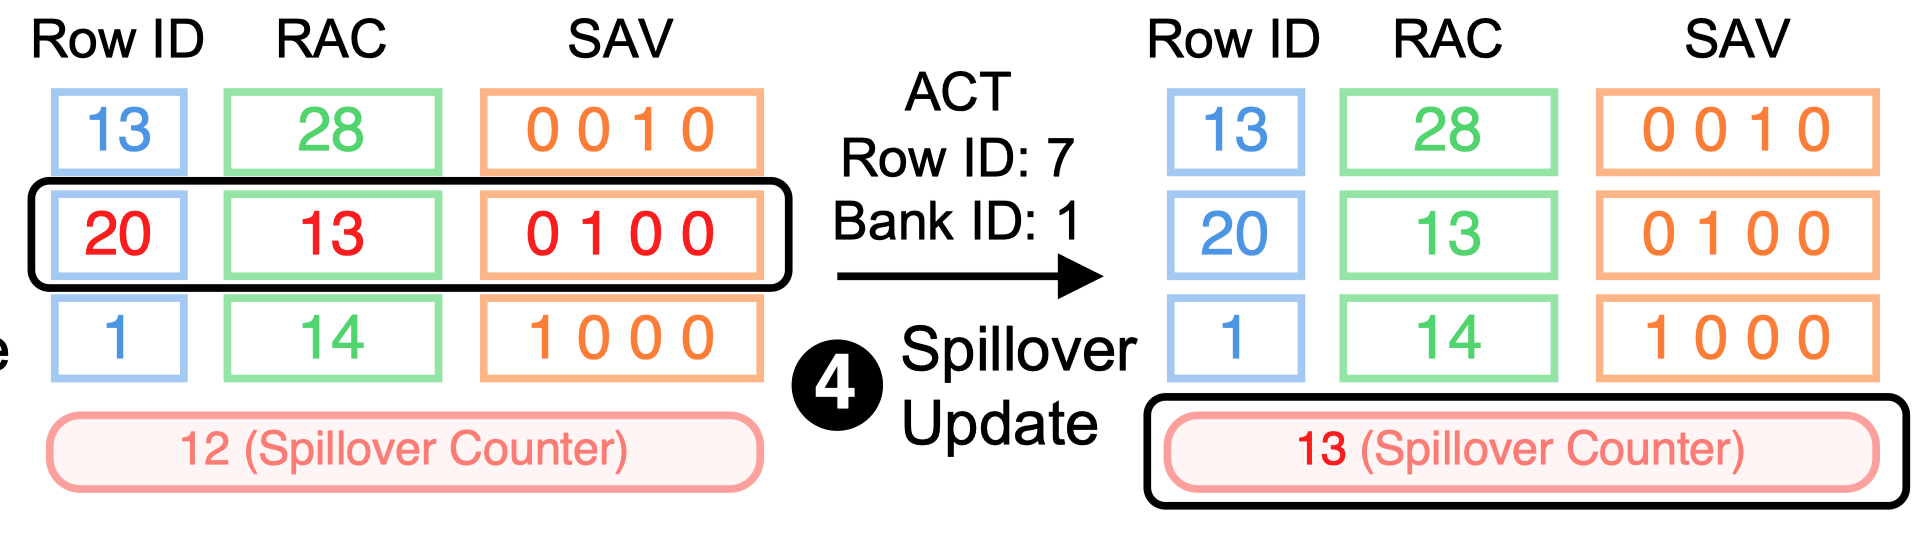 Row ID RAC SAV
13 28 0 0 1 0
20 13 0 1 0 0
1 14 1 0 0 0
12 (Spillover Counter)
ACT
Row ID: 7
Bank ID: 1
4 Spillover
Update
Row ID RAC SAV
13 28 0 0 1 0
20 13 0 1 0 0
1 14 1 0 0 0
13 (Spillover Counter)